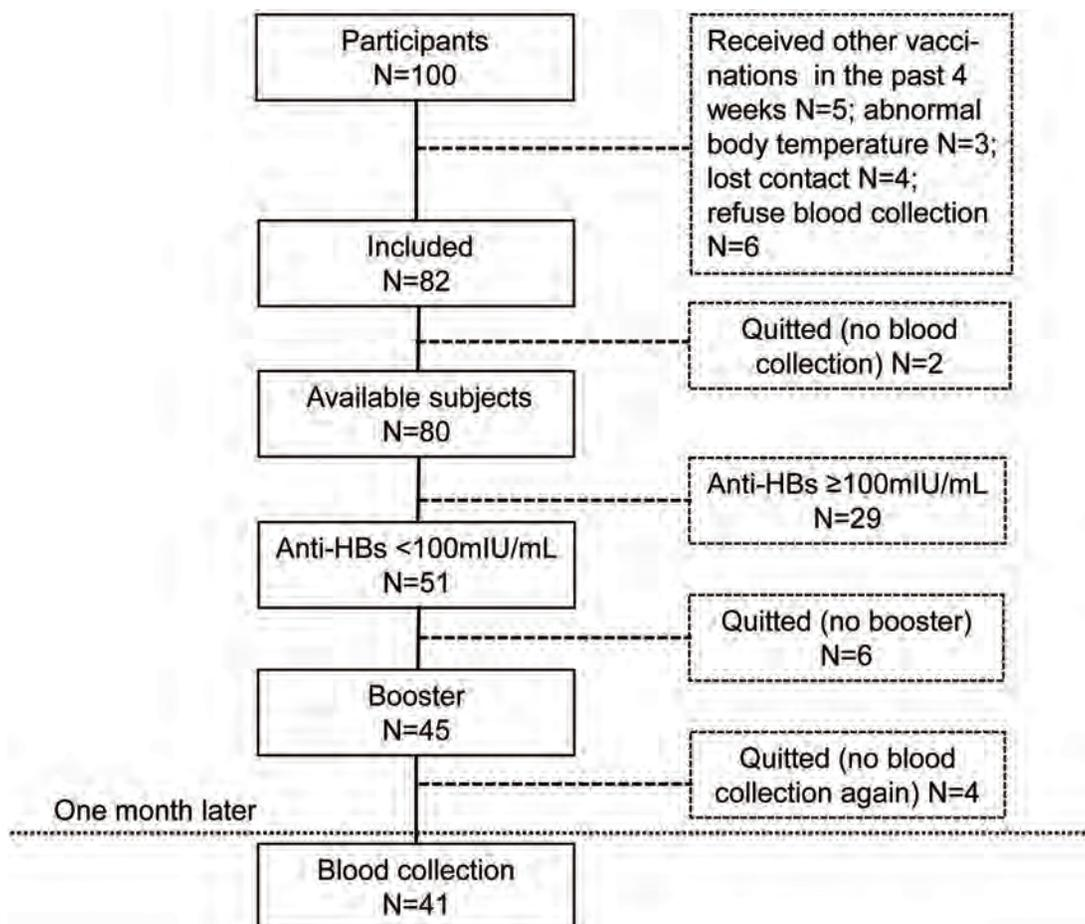 Participants
N=100
Received other vacci-
nations in the past 4
weeks N=5; abnormal
body temperature N=3;
lost contact N=4;
refuse blood collection
N=6
Included
N=82
Quitted (no blood
collection) N=2
Available subjects
N=80
Anti-HBs ≥100mIU/mL
N=29
Anti-HBs <100mIU/mL
N=51
Quitted (no booster)
N=6
Booster
N=45
Quitted (no blood
collection again) N=4
One month later
Blood collection
N=41